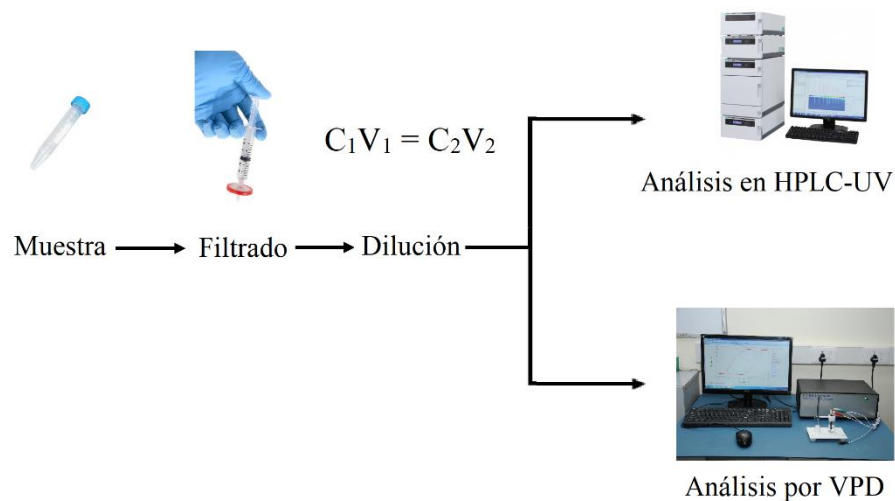 C₁V₁ = C₂V₂
Análisis en HPLC-UV
Muestra
Filtrado
Dilución
Análisis por VPD